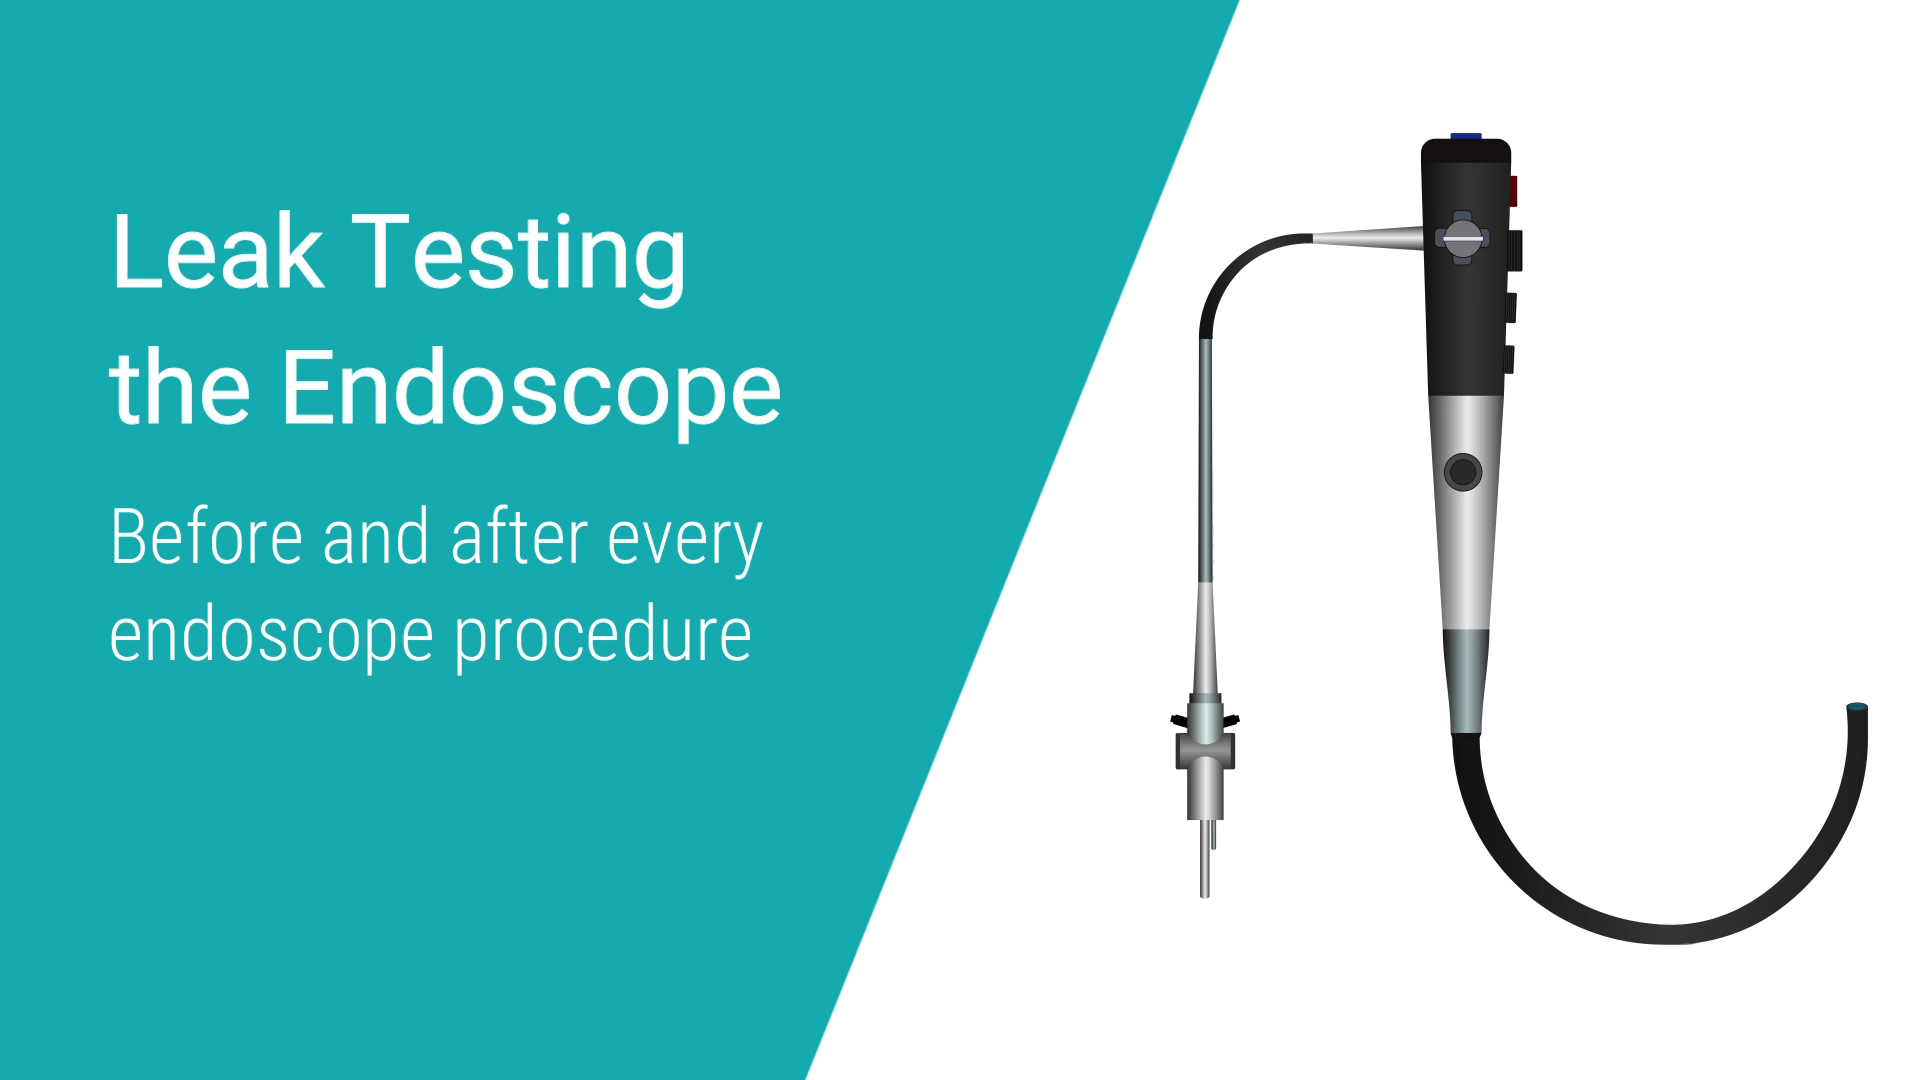 Leak Testing
the Endoscope
Before and after every
endoscope procedure